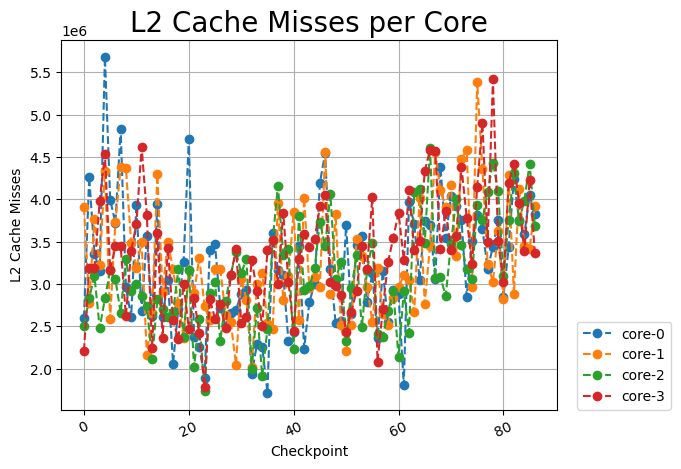 L2 Cache Misses per Core
1e6
5.5
5.0
4.5
4.0
3.5
3.0
2.5
2.0
L2 Cache Misses
0
20
40
60
80
Checkpoint
core-0
core-1
core-2
core-3